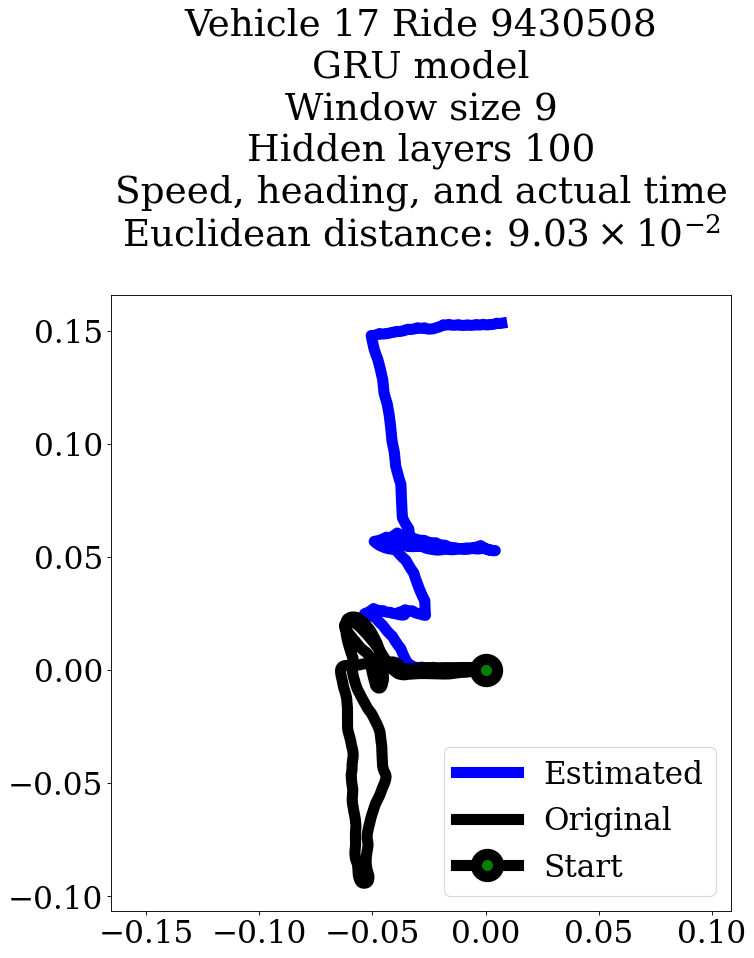 Vehicle 17 Ride 9430508
GRU model
Window size 9
Hidden layers 100
Speed, heading, and actual time
Euclidean distance: 9.03 × 10⁻²
0.15
0.10
0.05
0.00
−0.05
−0.10
Estimated
Original
Start
−0.15 −0.10 −0.05 0.00 0.05 0.10